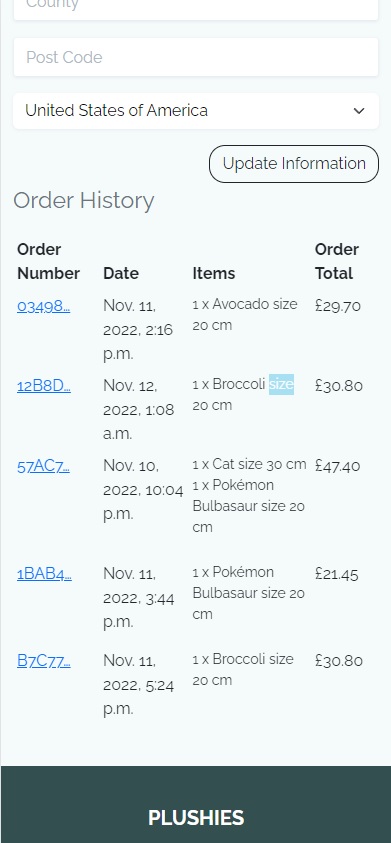 County
Post Code
United States of America
Update Information
Order History
Order Number Date Items Order Total
03498... Nov. 11, 2022, 2:16 p.m. 1 x Avocado size 20 cm £29.70
12B8D... Nov. 12, 2022, 1:08 a.m. 1 x Broccoli size 20 cm £30.80
57AC7... Nov. 10, 2022, 10:04 p.m. 1 x Cat size 30 cm 1 x Pokémon Bulbasaur size 20 cm £47.40
1BAB4... Nov. 11, 2022, 3:44 p.m. 1 x Pokémon Bulbasaur size 20 cm £21.45
B7C77... Nov. 11, 2022, 5:24 p.m. 1 x Broccoli size 20 cm £30.80
PLUSHIES